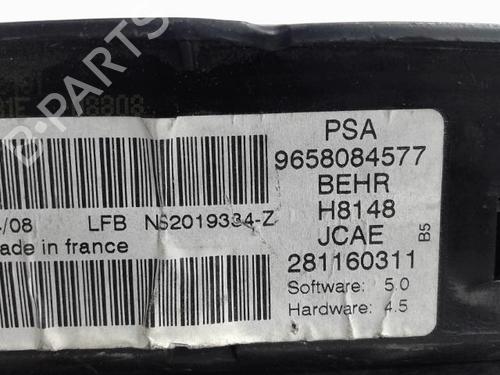 B-PARTS
PSA
9658084577
BEHR
H8148
JCAE
281160311
B5
Software: 5.0
Hardware: 4.5
/08 LFB NS2019334-Z
ade in france